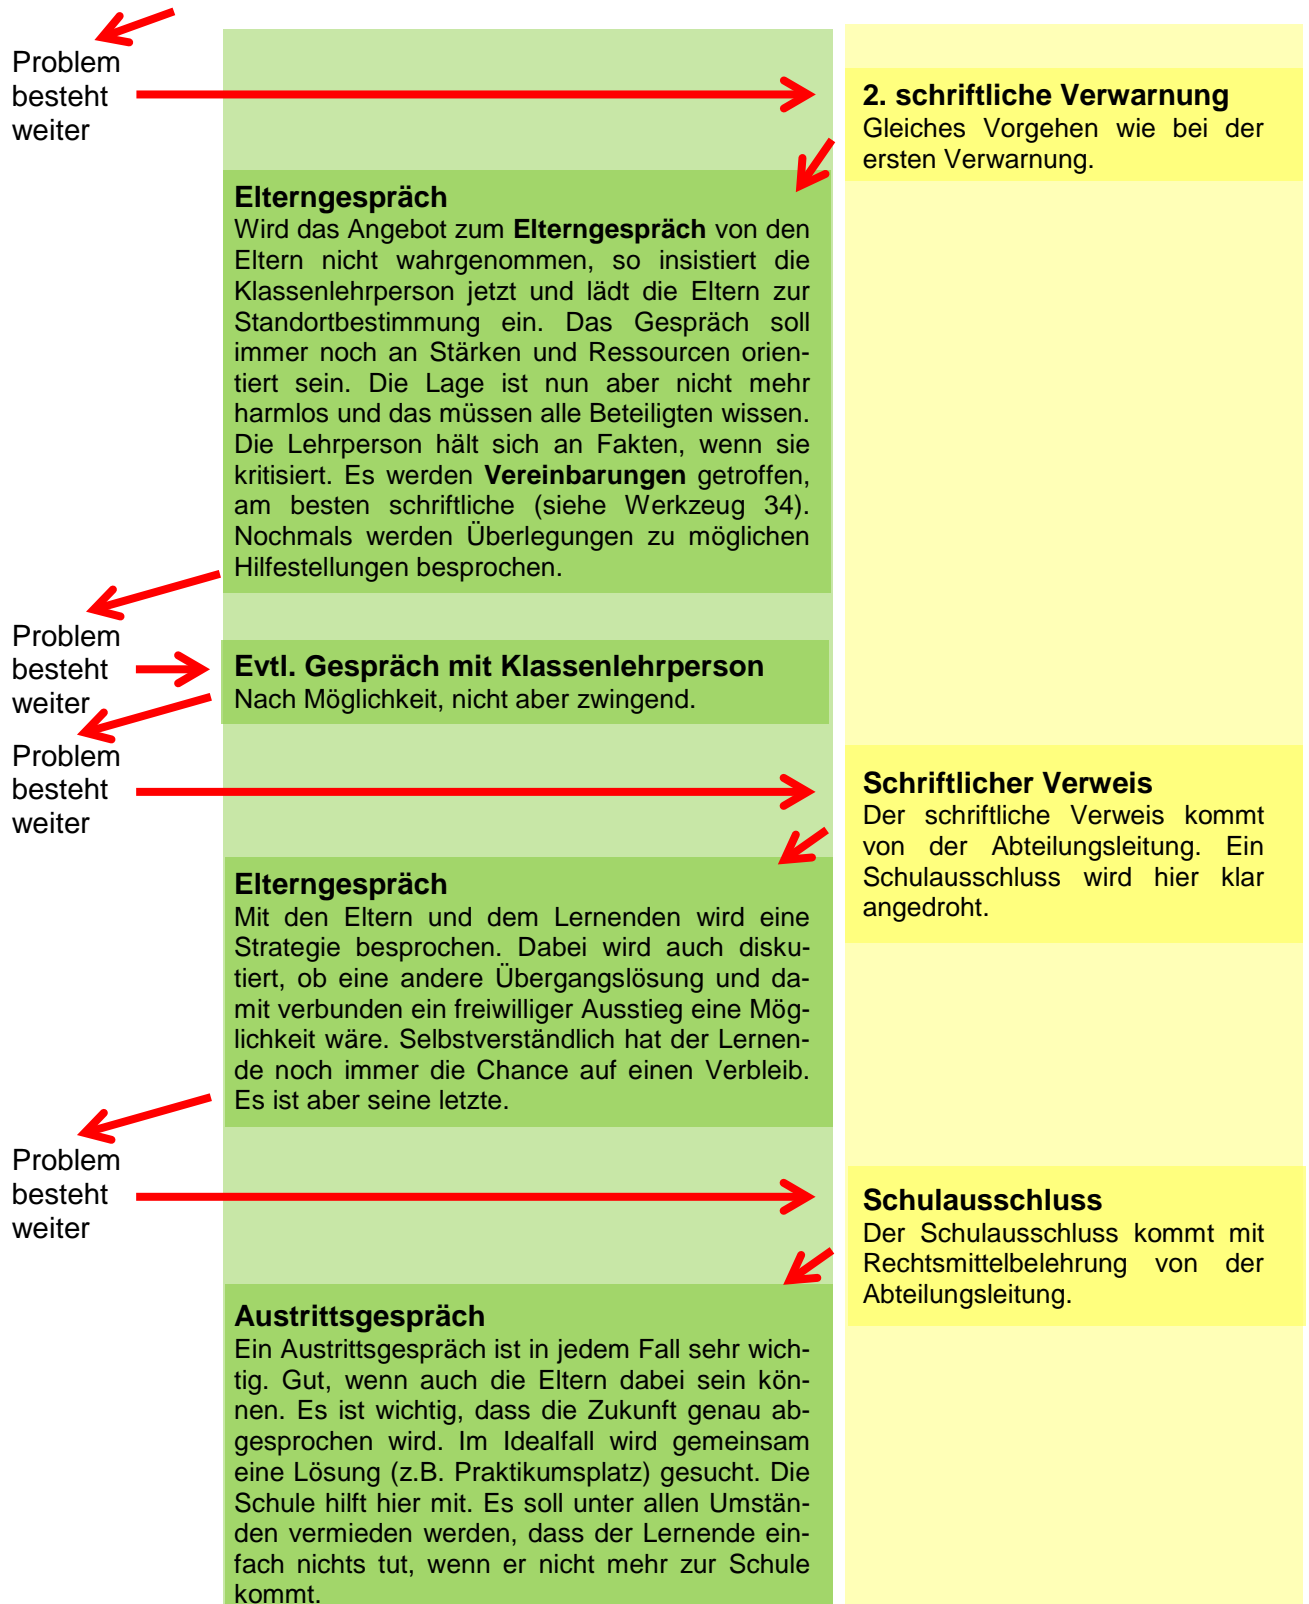 Problem
besteht
weiter
2. schriftliche Verwarnung
Gleiches Vorgehen wie bei der
ersten Verwarnung.
Elterngespräch
Wird das Angebot zum Elterngespräch von den
Eltern nicht wahrgenommen, so insistiert die
Klassenlehrperson jetzt und lädt die Eltern zur
Standortbestimmung ein. Das Gespräch soll
immer noch an Stärken und Ressourcen orien-
tiert sein. Die Lage ist nun aber nicht mehr
harmlos und das müssen alle Beteiligten wissen.
Die Lehrperson hält sich an Fakten, wenn sie
kritisiert. Es werden Vereinbarungen getroffen,
am besten schriftliche (siehe Werkzeug 34).
Nochmals werden Überlegungen zu möglichen
Hilfestellungen besprochen.
Problem
besteht
weiter
Evtl. Gespräch mit Klassenlehrperson
Nach Möglichkeit, nicht aber zwingend.
Problem
besteht
weiter
Schriftlicher Verweis
Der schriftliche Verweis kommt
von der Abteilungsleitung. Ein
Schulausschluss wird hier klar
angedroht.
Elterngespräch
Mit den Eltern und dem Lernenden wird eine
Strategie besprochen. Dabei wird auch disku-
tiert, ob eine andere Übergangslösung und da-
mit verbunden ein freiwilliger Ausstieg eine Mög-
lichkeit wäre. Selbstverständlich hat der Lernen-
de noch immer die Chance auf einen Verbleib.
Es ist aber seine letzte.
Problem
besteht
weiter
Schulausschluss
Der Schulausschluss kommt mit
Rechtsmittelbelehrung von der
Abteilungsleitung.
Austrittsgespräch
Ein Austrittsgespräch ist in jedem Fall sehr wich-
tig. Gut, wenn auch die Eltern dabei sein kön-
nen. Es ist wichtig, dass die Zukunft genau ab-
gesprochen wird. Im Idealfall wird gemeinsam
eine Lösung (z.B. Praktikumsplatz) gesucht. Die
Schule hilft hier mit. Es soll unter allen Umstän-
den vermieden werden, dass der Lernende ein-
fach nichts tut, wenn er nicht mehr zur Schule
kommt.